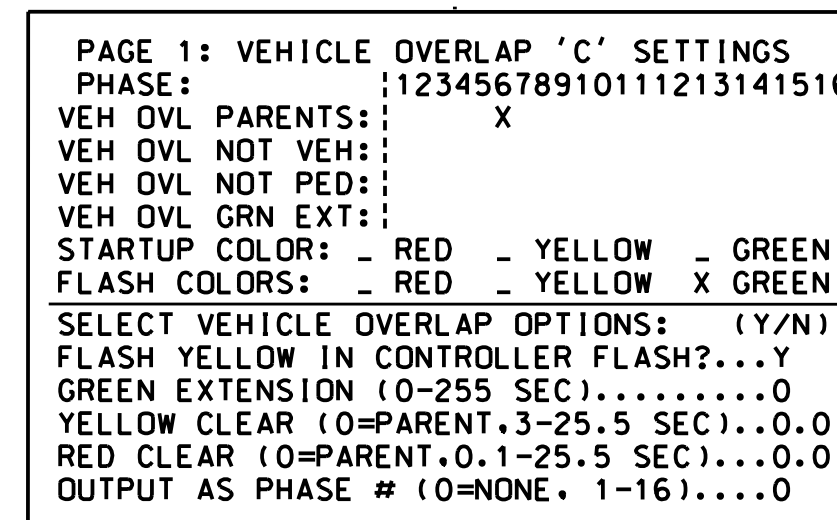 PAGE 1: VEHICLE OVERLAP 'C' SETTINGS
PHASE: ¦12345678910111213141516
VEH OVL PARENTS:¦ X
VEH OVL NOT VEH:¦
VEH OVL NOT PED:¦
VEH OVL GRN EXT:¦
STARTUP COLOR: _ RED _ YELLOW _ GREEN
FLASH COLORS: _ RED _ YELLOW X GREEN
SELECT VEHICLE OVERLAP OPTIONS: (Y/N)
FLASH YELLOW IN CONTROLLER FLASH?...Y
GREEN EXTENSION (0-255 SEC).........0
YELLOW CLEAR (0=PARENT,3-25.5 SEC)..0.0
RED CLEAR (0=PARENT,0.1-25.5 SEC)...0.0
OUTPUT AS PHASE # (0=NONE, 1-16)....0